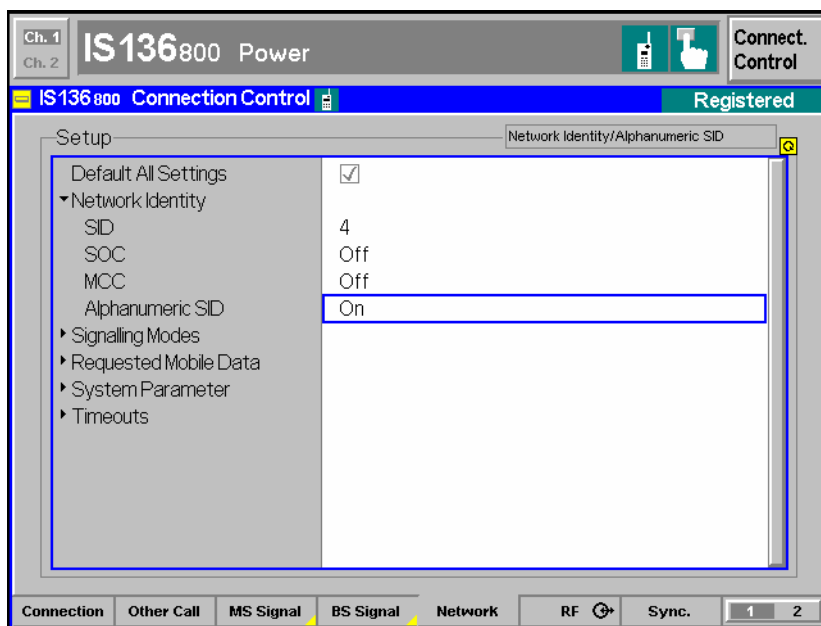 Ch. 1
Ch. 2
IS136800 Power
Connect.
Control
IS136 800 Connection Control
Registered
Setup
Network Identity/Alphanumeric SID
Default All Settings
Network Identity
SID 4
SOC Off
MCC Off
Alphanumeric SID On
Signalling Modes
Requested Mobile Data
System Parameter
Timeouts
Connection Other Call MS Signal BS Signal Network RF Sync. 1 2